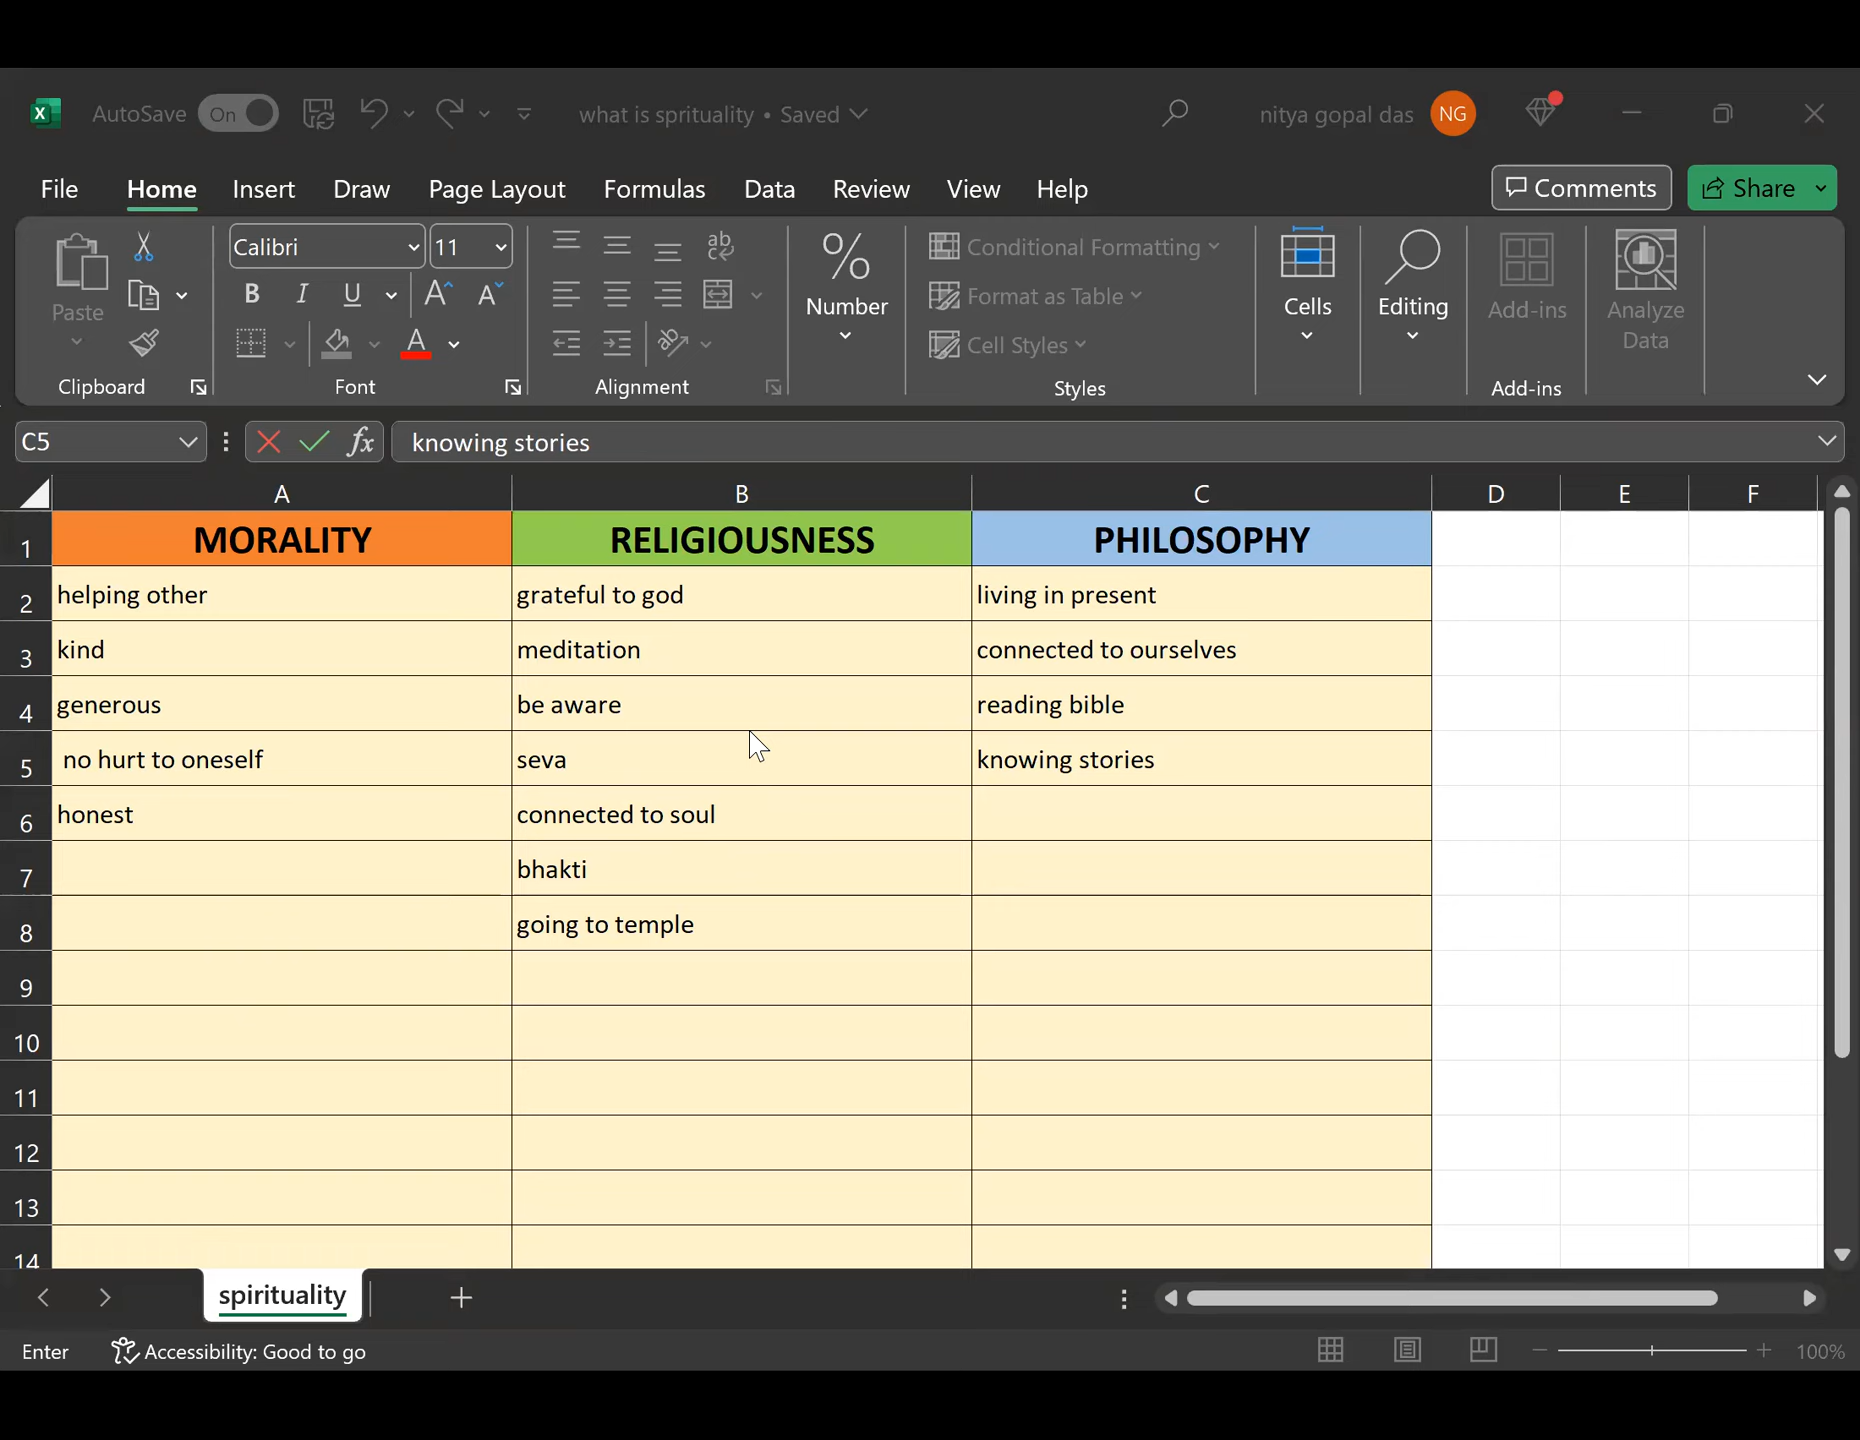 AutoSave On what is sprituality • Saved nitya gopal das NG
File Home Insert Draw Page Layout Formulas Data Review View Help Comments Share
Paste Calibri 11 ab Number Conditional Formatting Cells Editing Add-ins Analyze Data
B I U A A % Format as Table
A Cell Styles
Clipboard Font Alignment Styles Add-ins
C5 fx knowing stories
A B C D E F
1 MORALITY RELIGIOUSNESS PHILOSOPHY
2 helping other grateful to god living in present
3 kind meditation connected to ourselves
4 generous be aware reading bible
5 no hurt to oneself seva knowing stories
6 honest connected to soul
7 bhakti
8 going to temple
9
10
11
12
13
14
spirituality
Enter Accessibility: Good to go 100%